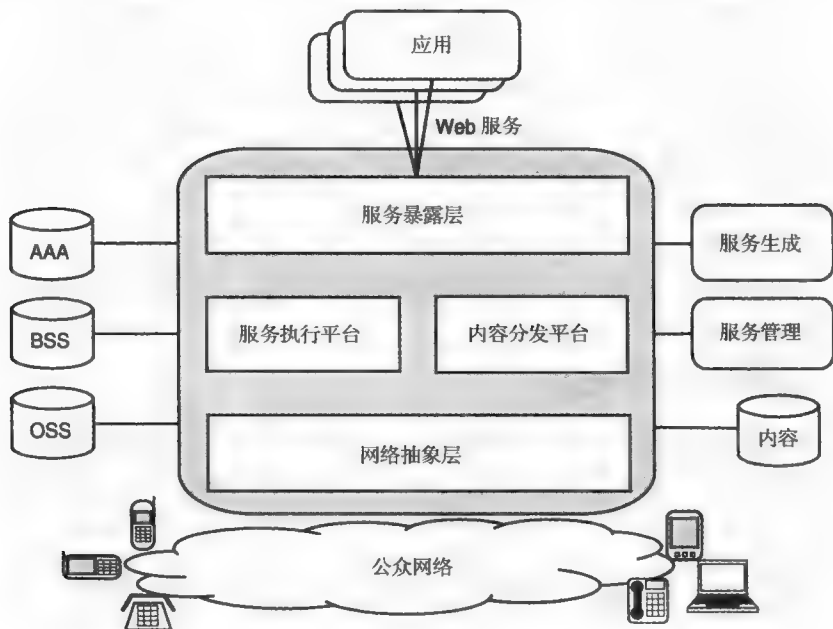 应用
Web 服务
服务暴露层
AAA
服务生成
服务执行平台
内容分发平台
BSS
服务管理
OSS
网络抽象层
内容
公众网络